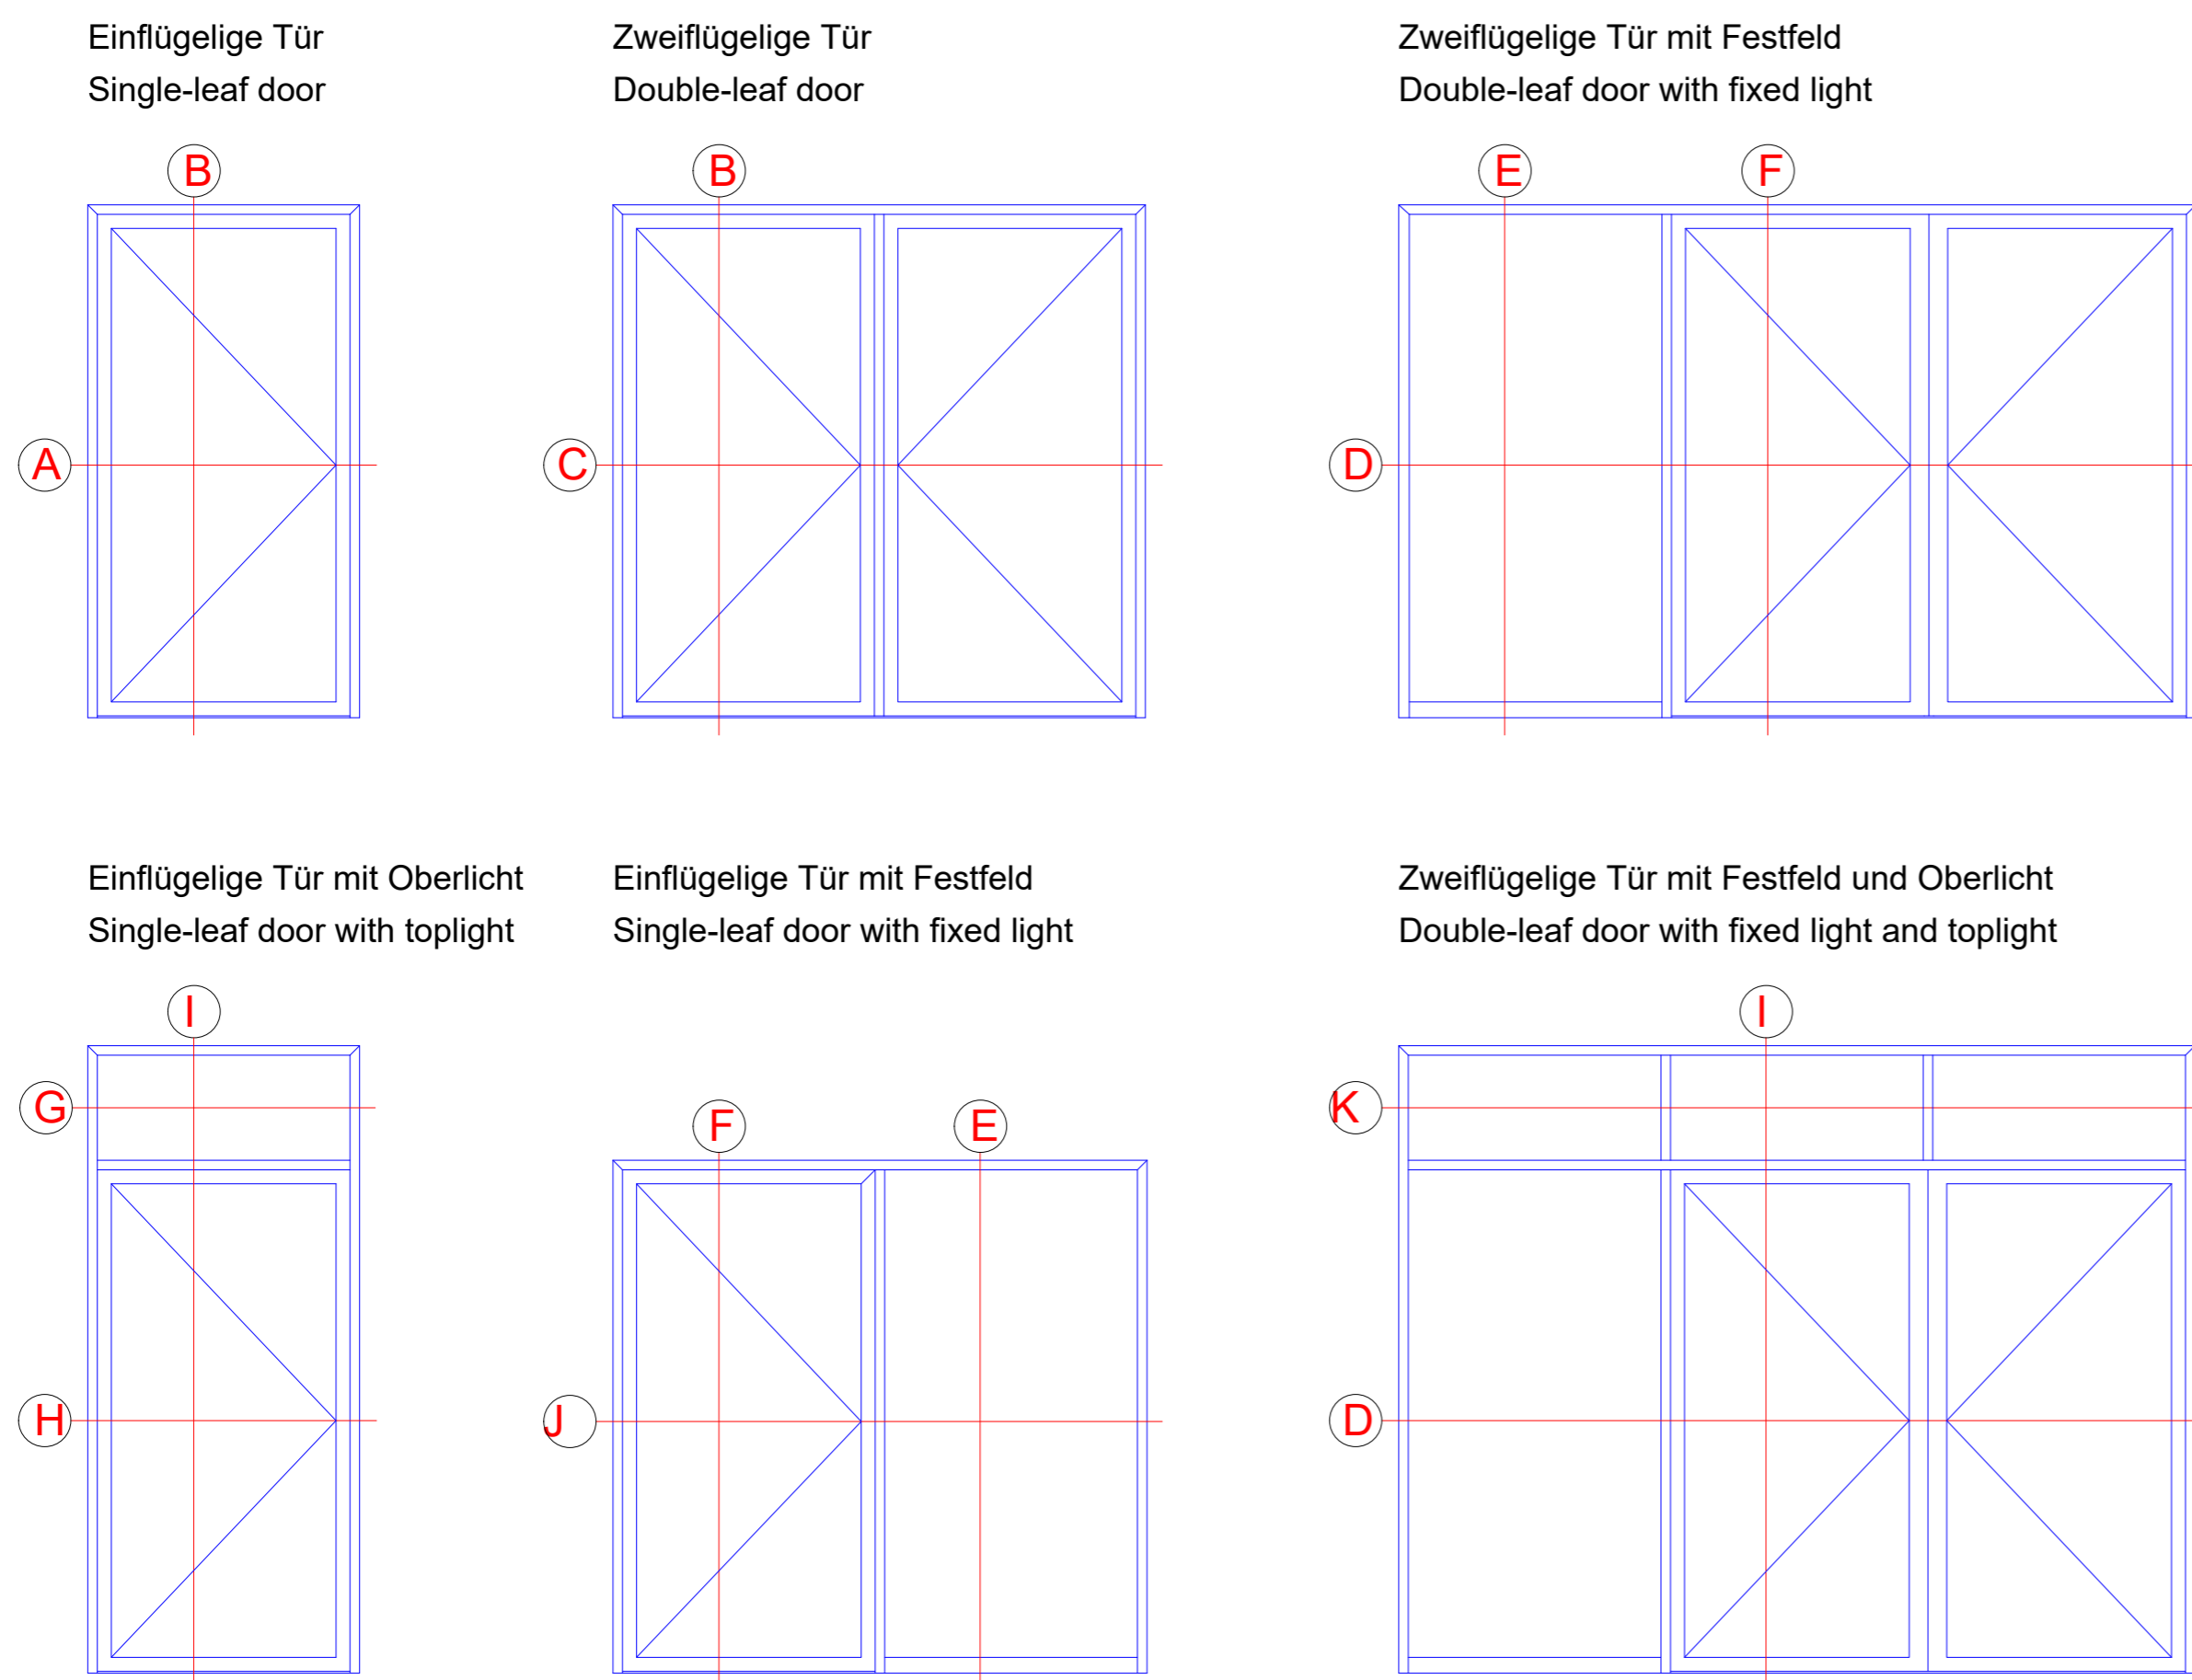 Einflügelige Tür
Single-leaf door
Zweiflügelige Tür
Double-leaf door
Zweiflügelige Tür mit Festfeld
Double-leaf door with fixed light
B
B
E
F
A
C
D
Einflügelige Tür mit Oberlicht
Single-leaf door with toplight
Einflügelige Tür mit Festfeld
Single-leaf door with fixed light
Zweiflügelige Tür mit Festfeld und Oberlicht
Double-leaf door with fixed light and toplight
I
I
G
K
F
E
H
J
D